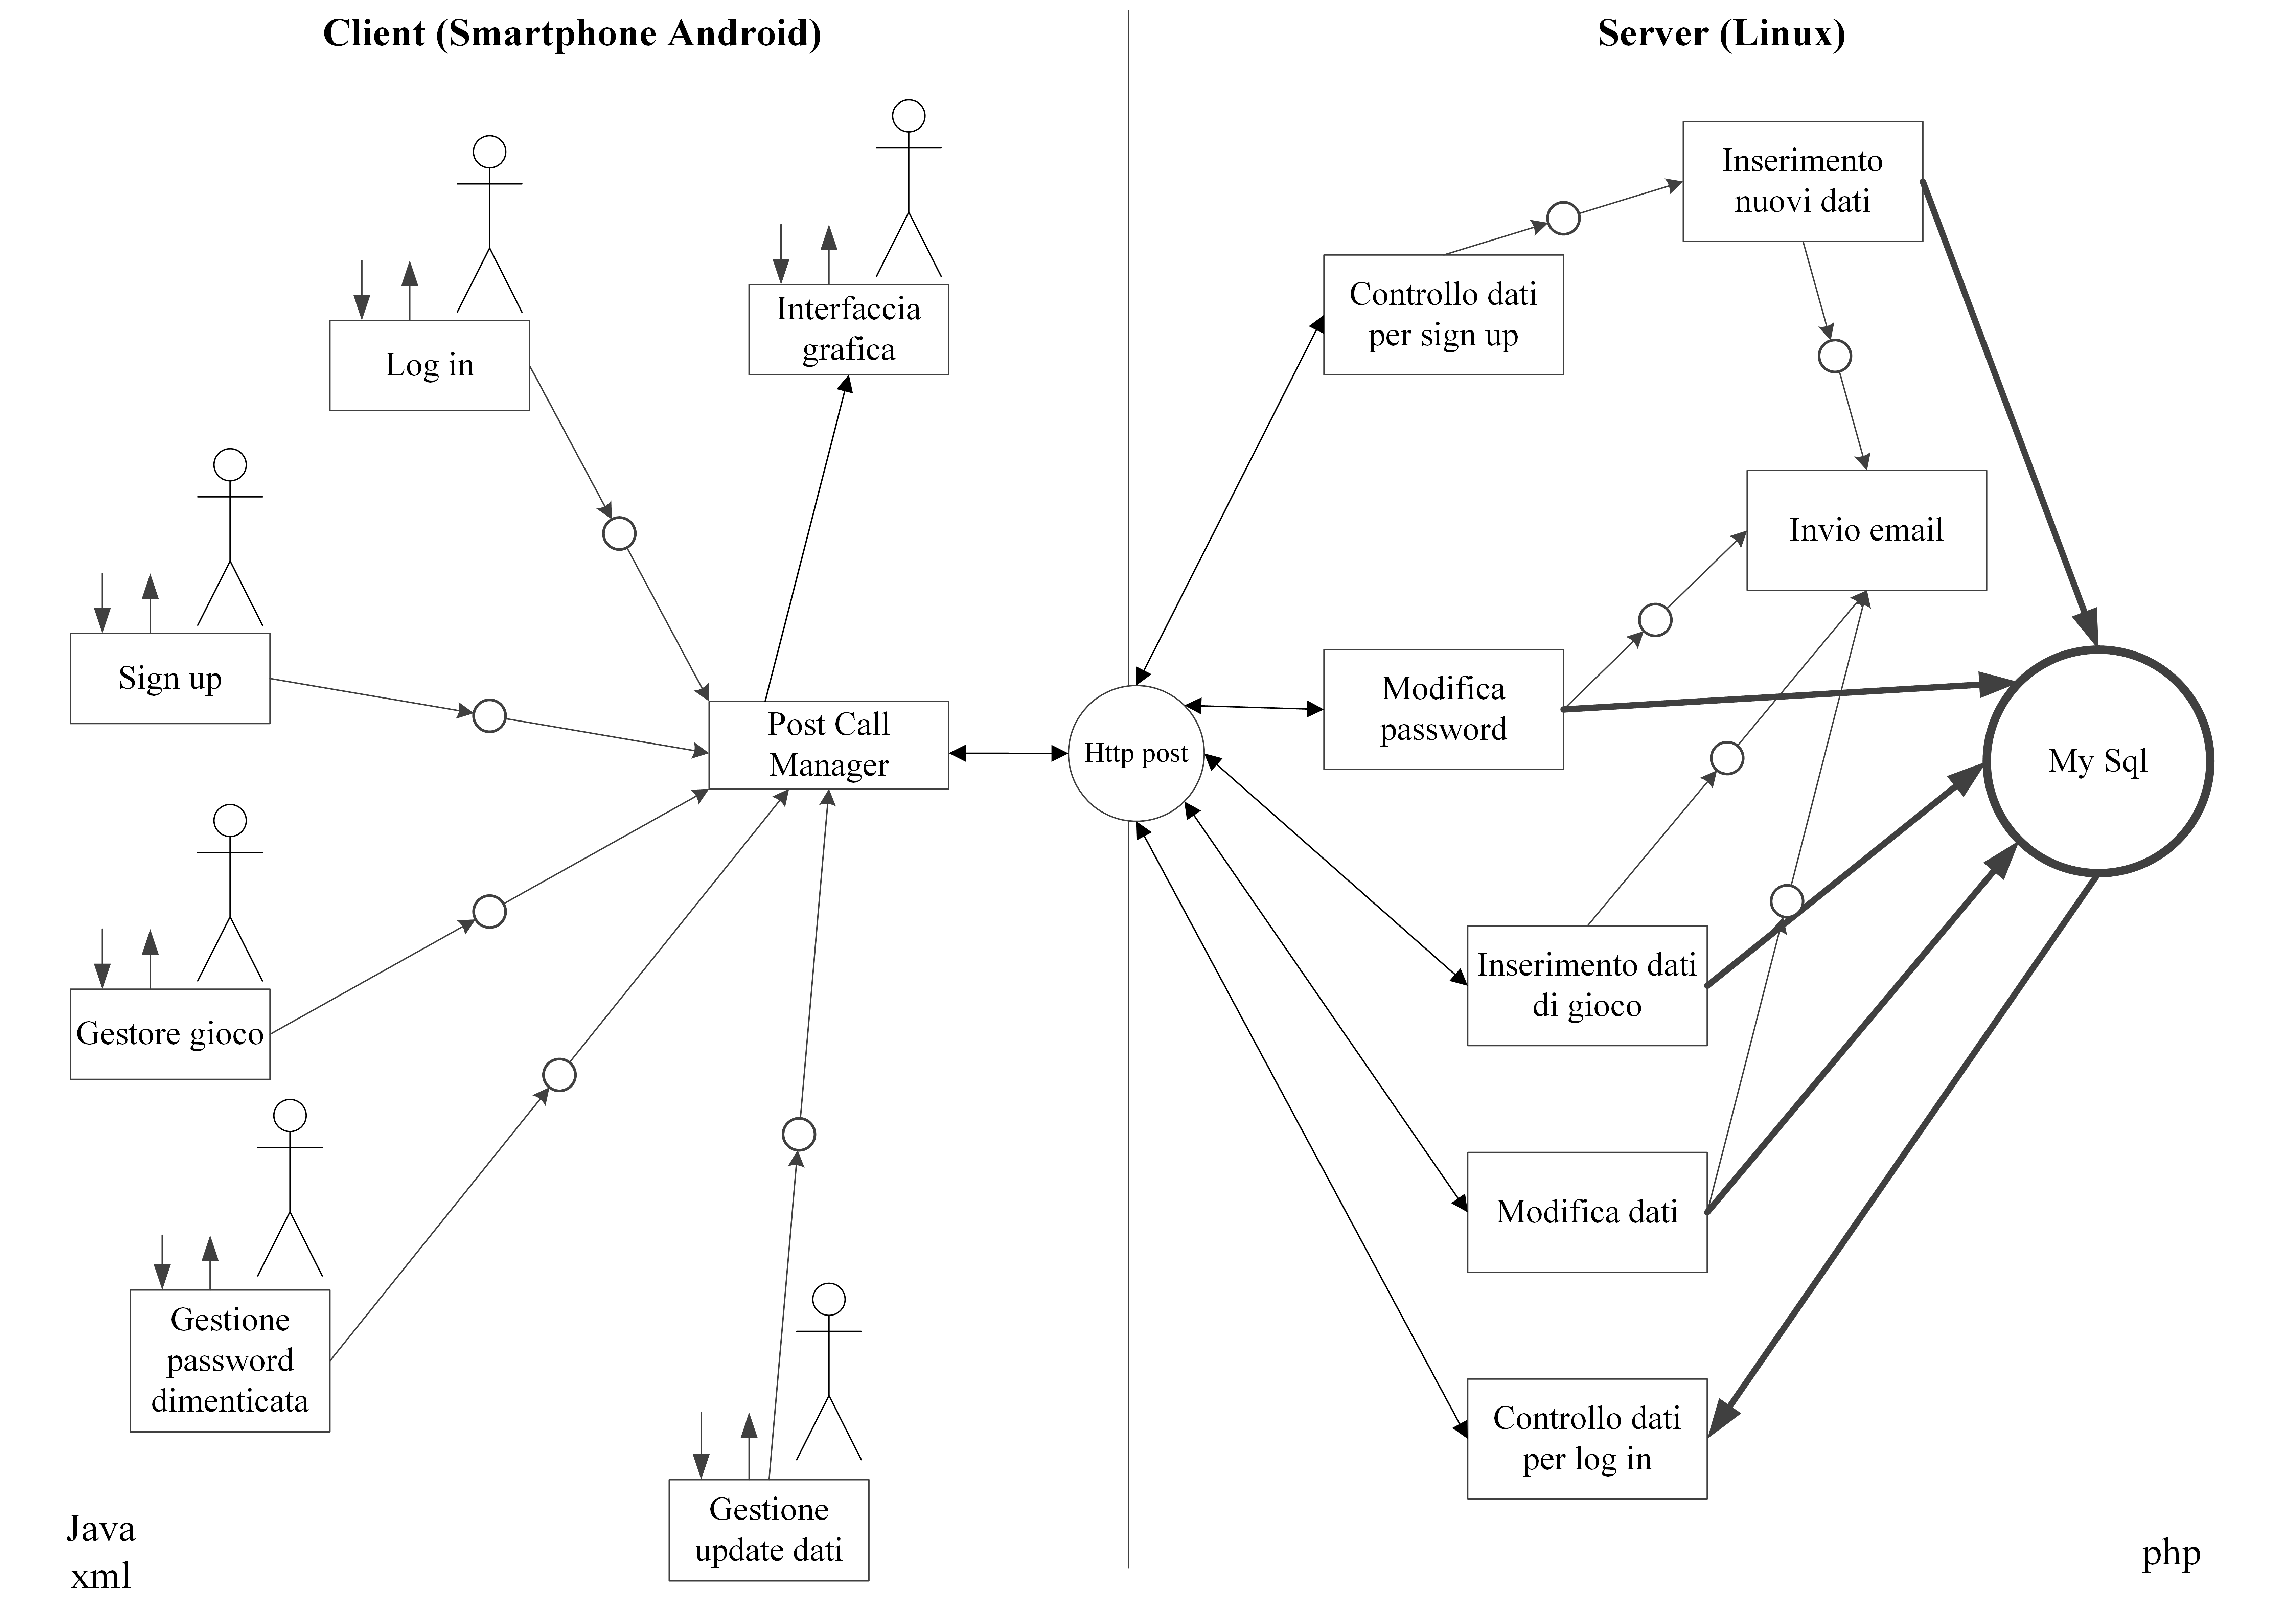 Client (Smartphone Android)
Server (Linux)
Log in
Interfaccia
grafica
Sign up
Post Call
Manager
Gestore gioco
Gestione
password
dimenticata
Gestione
update dati
Java
xml
Http post
Inserimento
nuovi dati
Controllo dati
per sign up
Invio email
Modifica
password
My Sql
Inserimento dati
di gioco
Modifica dati
Controllo dati
per log in
php